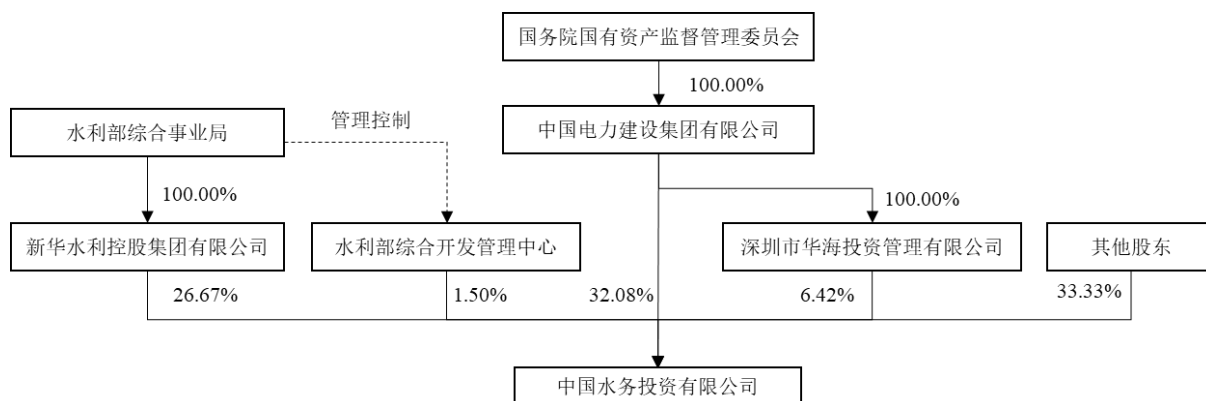 国务院国有资产监督管理委员会
100.00%
水利部综合事业局
管理控制
中国电力建设集团有限公司
100.00%
100.00%
新华水利控股集团有限公司
水利部综合开发管理中心
深圳市华海投资管理有限公司
其他股东
26.67%
1.50%
32.08%
6.42%
33.33%
中国水务投资有限公司